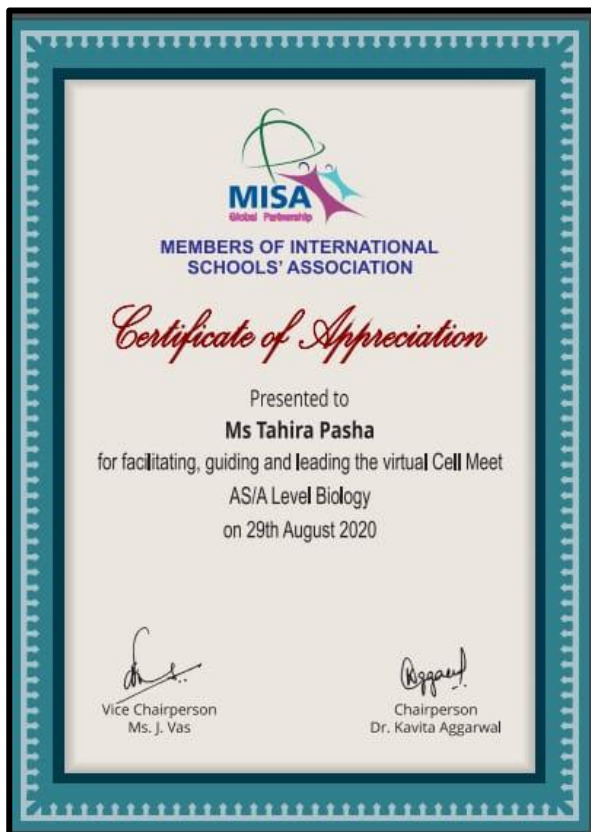 MISA
Global Partnership
MEMBERS OF INTERNATIONAL
SCHOOLS' ASSOCIATION
Certificate of Appreciation
Presented to
Ms Tahira Pasha
for facilitating, guiding and leading the virtual Cell Meet
AS/A Level Biology
on 29th August 2020
Vice Chairperson
Ms. J. Vas
Chairperson
Dr. Kavita Aggarwal